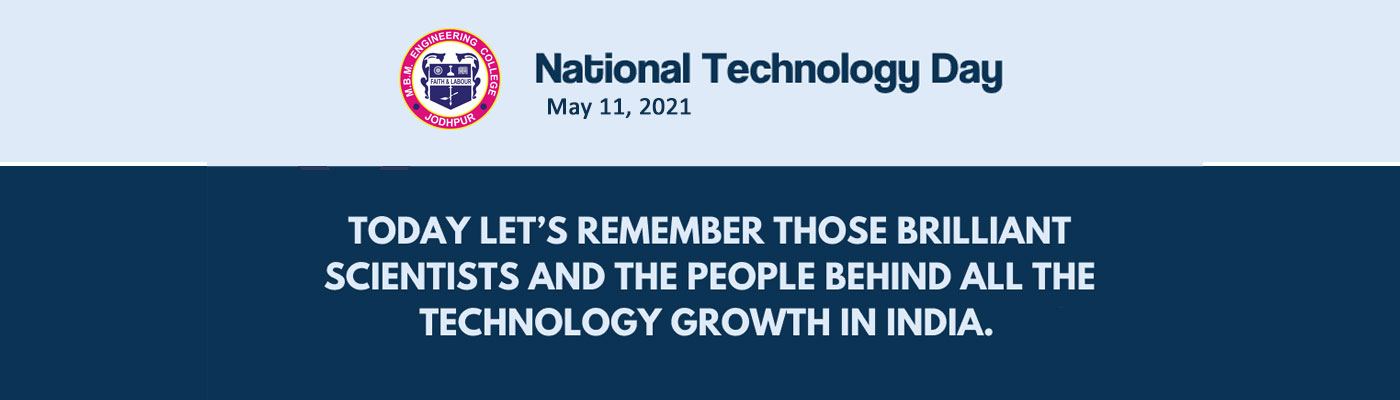 M.B.M. ENGINEERING COLLEGE
FAITH & LABOUR
JODHPUR
National Technology Day
May 11, 2021
TODAY LET’S REMEMBER THOSE BRILLIANT
SCIENTISTS AND THE PEOPLE BEHIND ALL THE
TECHNOLOGY GROWTH IN INDIA.